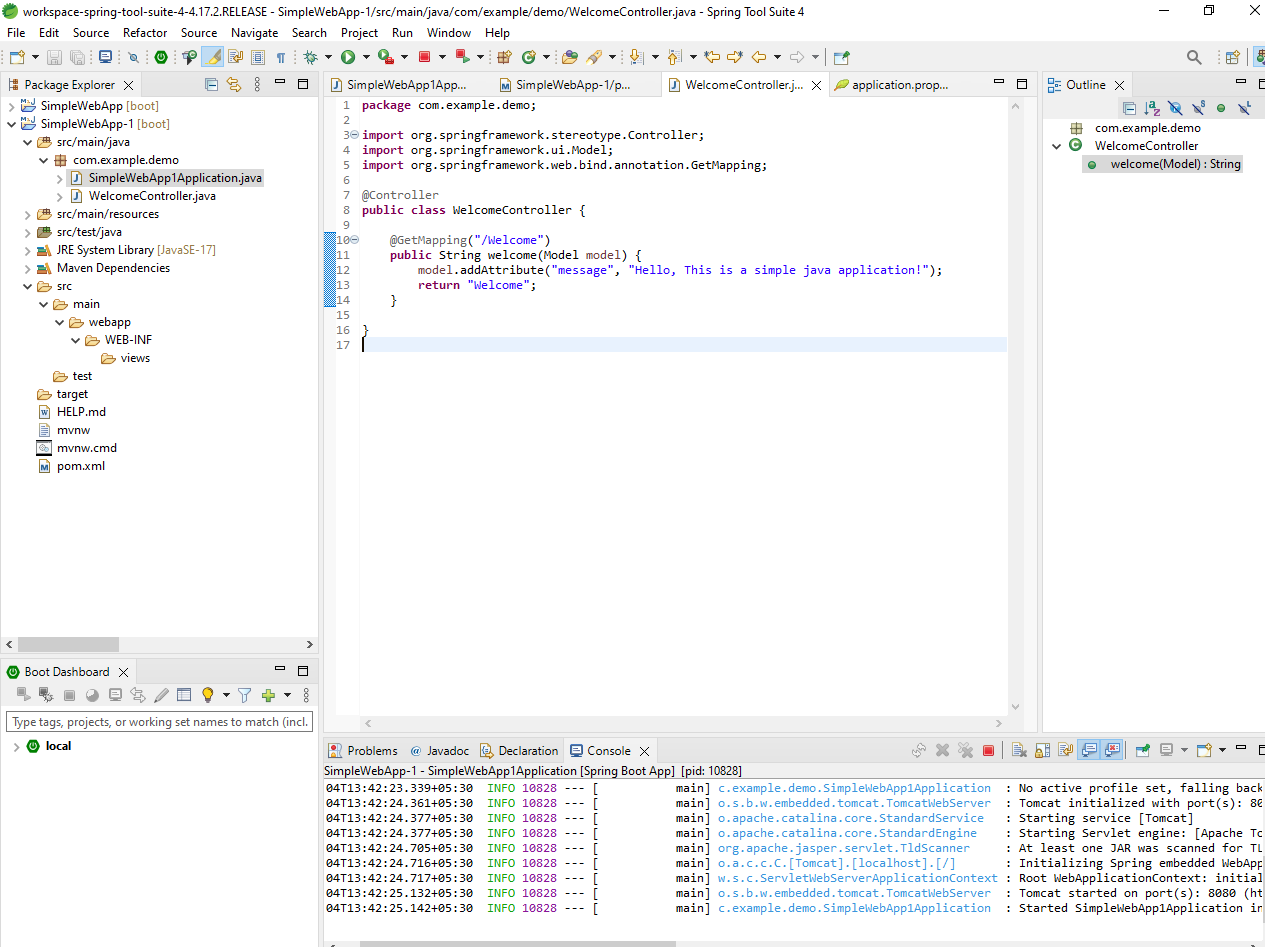 workspace-spring-tool-suite-4-4.17.2.RELEASE - SimpleWebApp-1/src/main/java/com/example/demo/WelcomeController.java - Spring Tool Suite 4
File Edit Source Refactor Source Navigate Search Project Run Window Help
Package Explorer
SimpleWebApp [boot]
SimpleWebApp-1 [boot]
src/main/java
com.example.demo
SimpleWebApp1Application.java
WelcomeController.java
src/main/resources
src/test/java
JRE System Library [JavaSE-17]
Maven Dependencies
src
main
webapp
WEB-INF
views
test
target
HELP.md
mvnw
mvnw.cmd
pom.xml
Boot Dashboard
Type tags, projects, or working set names to match (incl.
local
SimpleWebApp1App... SimpleWebApp-1/p... WelcomeController.j... application.prop...
1 package com.example.demo;
2
3 import org.springframework.stereotype.Controller;
4 import org.springframework.ui.Model;
5 import org.springframework.web.bind.annotation.GetMapping;
6
7 @Controller
8 public class WelcomeController {
9
10 @GetMapping("/Welcome")
11 public String welcome(Model model) {
12 model.addAttribute("message", "Hello, This is a simple java application!");
13 return "Welcome";
14 }
15
16 }
17
Outline
com.example.demo
WelcomeController
welcome(Model) : String
Problems @ Javadoc Declaration Console
SimpleWebApp-1 - SimpleWebApp1Application [Spring Boot App] [pid: 10828]
04T13:42:23.339+05:30 INFO 10828 --- [ main] c.example.demo.SimpleWebApp1Application : No active profile set, falling back
04T13:42:24.361+05:30 INFO 10828 --- [ main] o.s.b.w.embedded.tomcat.TomcatWebServer : Tomcat initialized with port(s): 80
04T13:42:24.377+05:30 INFO 10828 --- [ main] o.apache.catalina.core.StandardService : Starting service [Tomcat]
04T13:42:24.377+05:30 INFO 10828 --- [ main] o.apache.catalina.core.StandardEngine : Starting Servlet engine: [Apache Tc
04T13:42:24.705+05:30 INFO 10828 --- [ main] org.apache.jasper.servlet.TldScanner : At least one JAR was scanned for TL
04T13:42:24.716+05:30 INFO 10828 --- [ main] o.a.c.c.C.[Tomcat].[localhost].[/] : Initializing Spring embedded WebApp
04T13:42:24.717+05:30 INFO 10828 --- [ main] w.s.c.ServletWebServerApplicationContext : Root WebApplicationContext: initial
04T13:42:25.132+05:30 INFO 10828 --- [ main] o.s.b.w.embedded.tomcat.TomcatWebServer : Tomcat started on port(s): 8080 (ht
04T13:42:25.142+05:30 INFO 10828 --- [ main] c.example.demo.SimpleWebApp1Application : Started SimpleWebApp1Application in